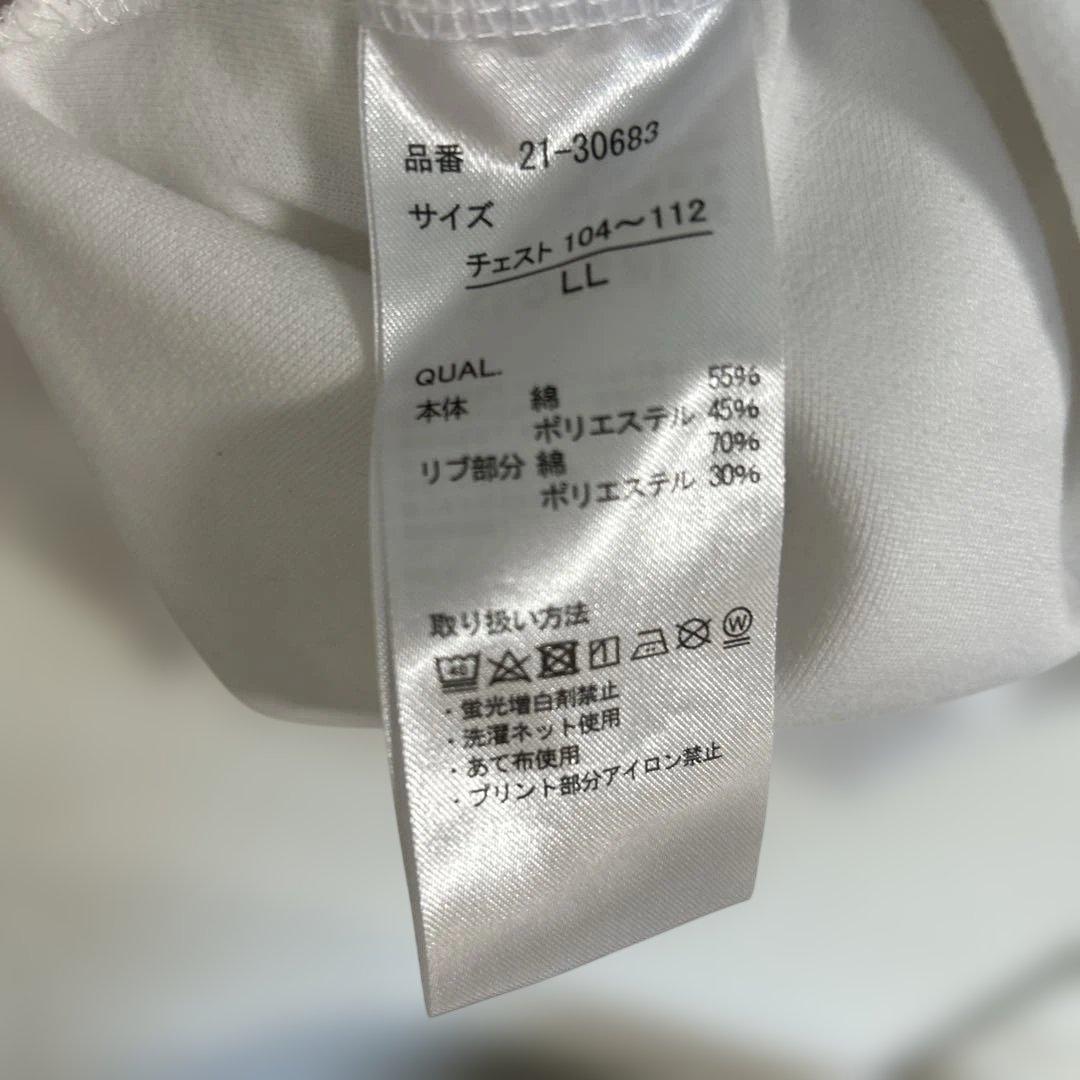 品番 21-30683
サイズ
チェスト 104〜112
LL
QUAL.
本体 綿 55%
ポリエステル 45%
リブ部分 綿 70%
ポリエステル 30%
取り扱い方法
40 W
・蛍光増白剤禁止
・洗濯ネット使用
・あて布使用
・プリント部分アイロン禁止